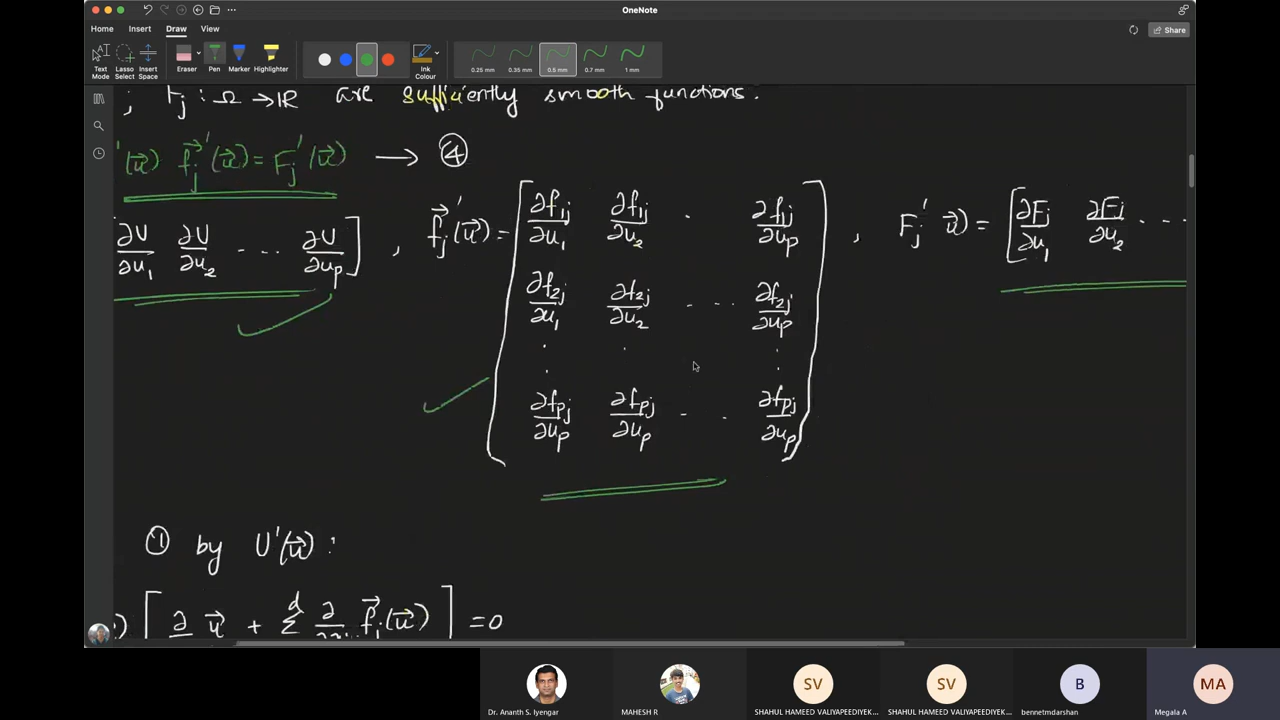 OneNote
Home Insert Draw View
Share
Text Mode Lasso Select Insert Space Eraser Pen Marker Highlighter Ink Colour 0.25 mm 0.35 mm 0.5 mm 0.7 mm 1 mm
; Fj : Ω → IR are sufficiently smooth functions.
'(u⃗) f⃗j'(u⃗) = Fj'(u⃗) → ④
∂U/∂u₁ ∂U/∂u₂ ... ∂U/∂up ] , f⃗j'(u⃗) = [ ∂f1j/∂u₁ ∂f1j/∂u₂ . ∂f1j/∂up , Fj' u⃗) = [ ∂Fj/∂u₁ ∂Fj/∂u₂ ...
∂f2j/∂u₁ ∂f2j/∂u₂ ... ∂f2j/∂up
∂fpj/∂up ∂fpj/∂up ... ∂fpj/∂up ]
① by U'(u⃗) :
) [ ∂ u⃗ + Σ d ∂ f⃗j(u⃗) ] = 0
SV SV B MA
Dr. Ananth S. Iyengar MAHESH R SHAHUL HAMEED VALIYAPEEDIYEK... SHAHUL HAMEED VALIYAPEEDIYEK... bennetmdarshan Megala A